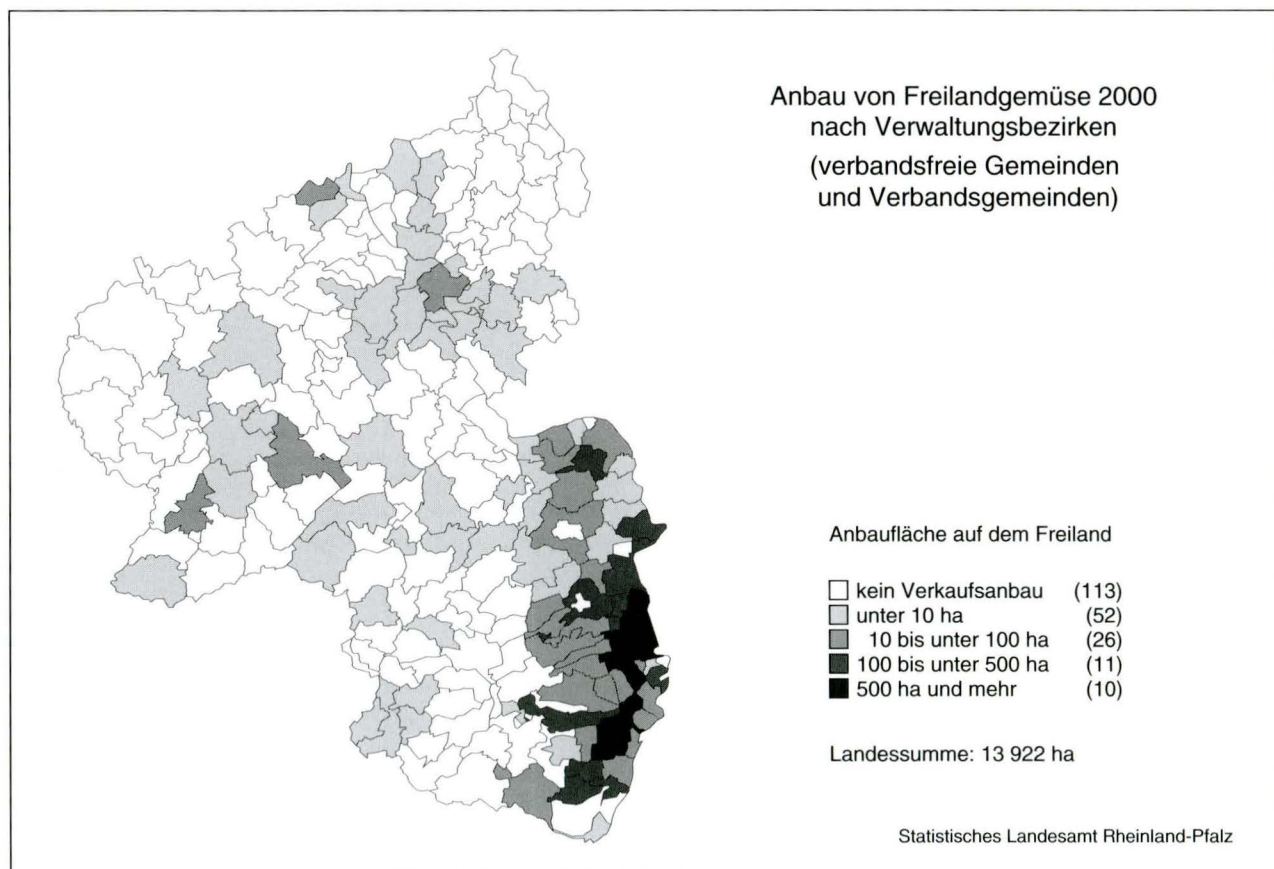 Anbau von Freilandgemüse 2000
nach Verwaltungsbezirken
(verbandsfreie Gemeinden
und Verbandsgemeinden)
Anbaufläche auf dem Freiland
kein Verkaufsanbau (113)
unter 10 ha (52)
10 bis unter 100 ha (26)
100 bis unter 500 ha (11)
500 ha und mehr (10)
Landessumme: 13 922 ha
Statistisches Landesamt Rheinland-Pfalz